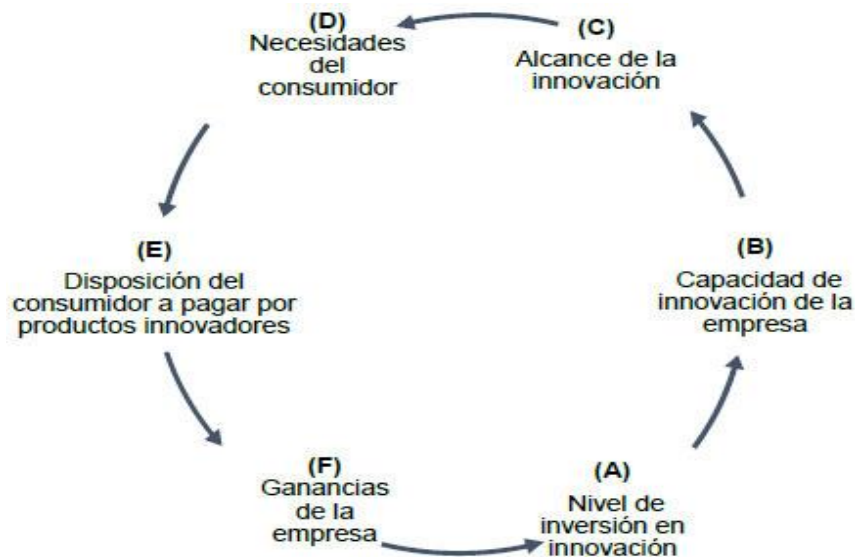 (D)
Necesidades
del
consumidor
(C)
Alcance de la
innovación
(E)
Disposición del
consumidor a pagar por
productos innovadores
(B)
Capacidad de
innovación de la
empresa
(F)
Ganancias
de la
empresa
(A)
Nivel de
inversión en
innovación